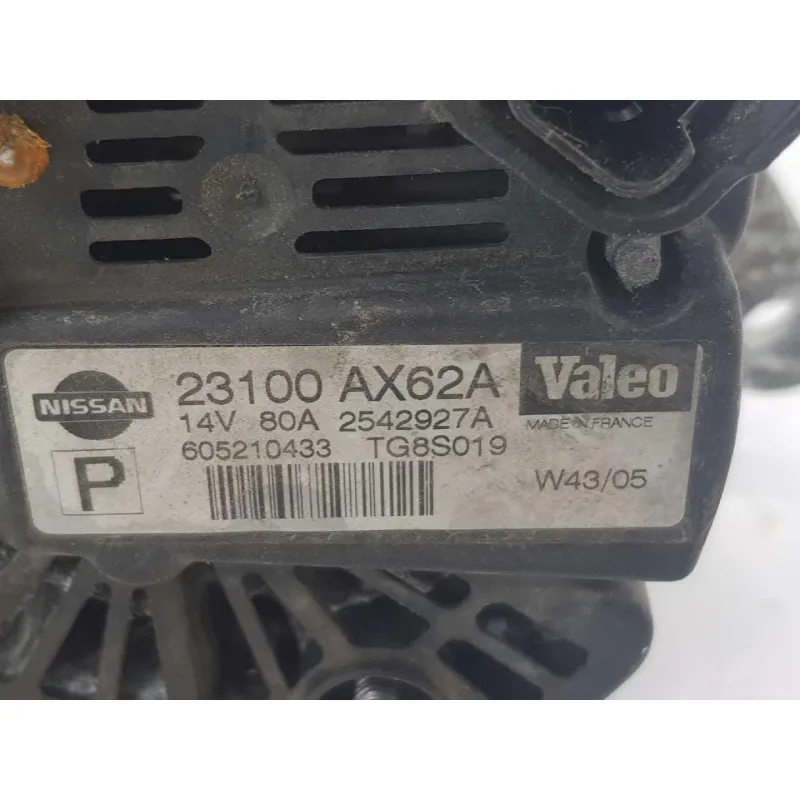 NISSAN
23100 AX62A
14V 80A 2542927A
605210433 TG8S019
P
Valeo
MADE IN FRANCE
W43/05